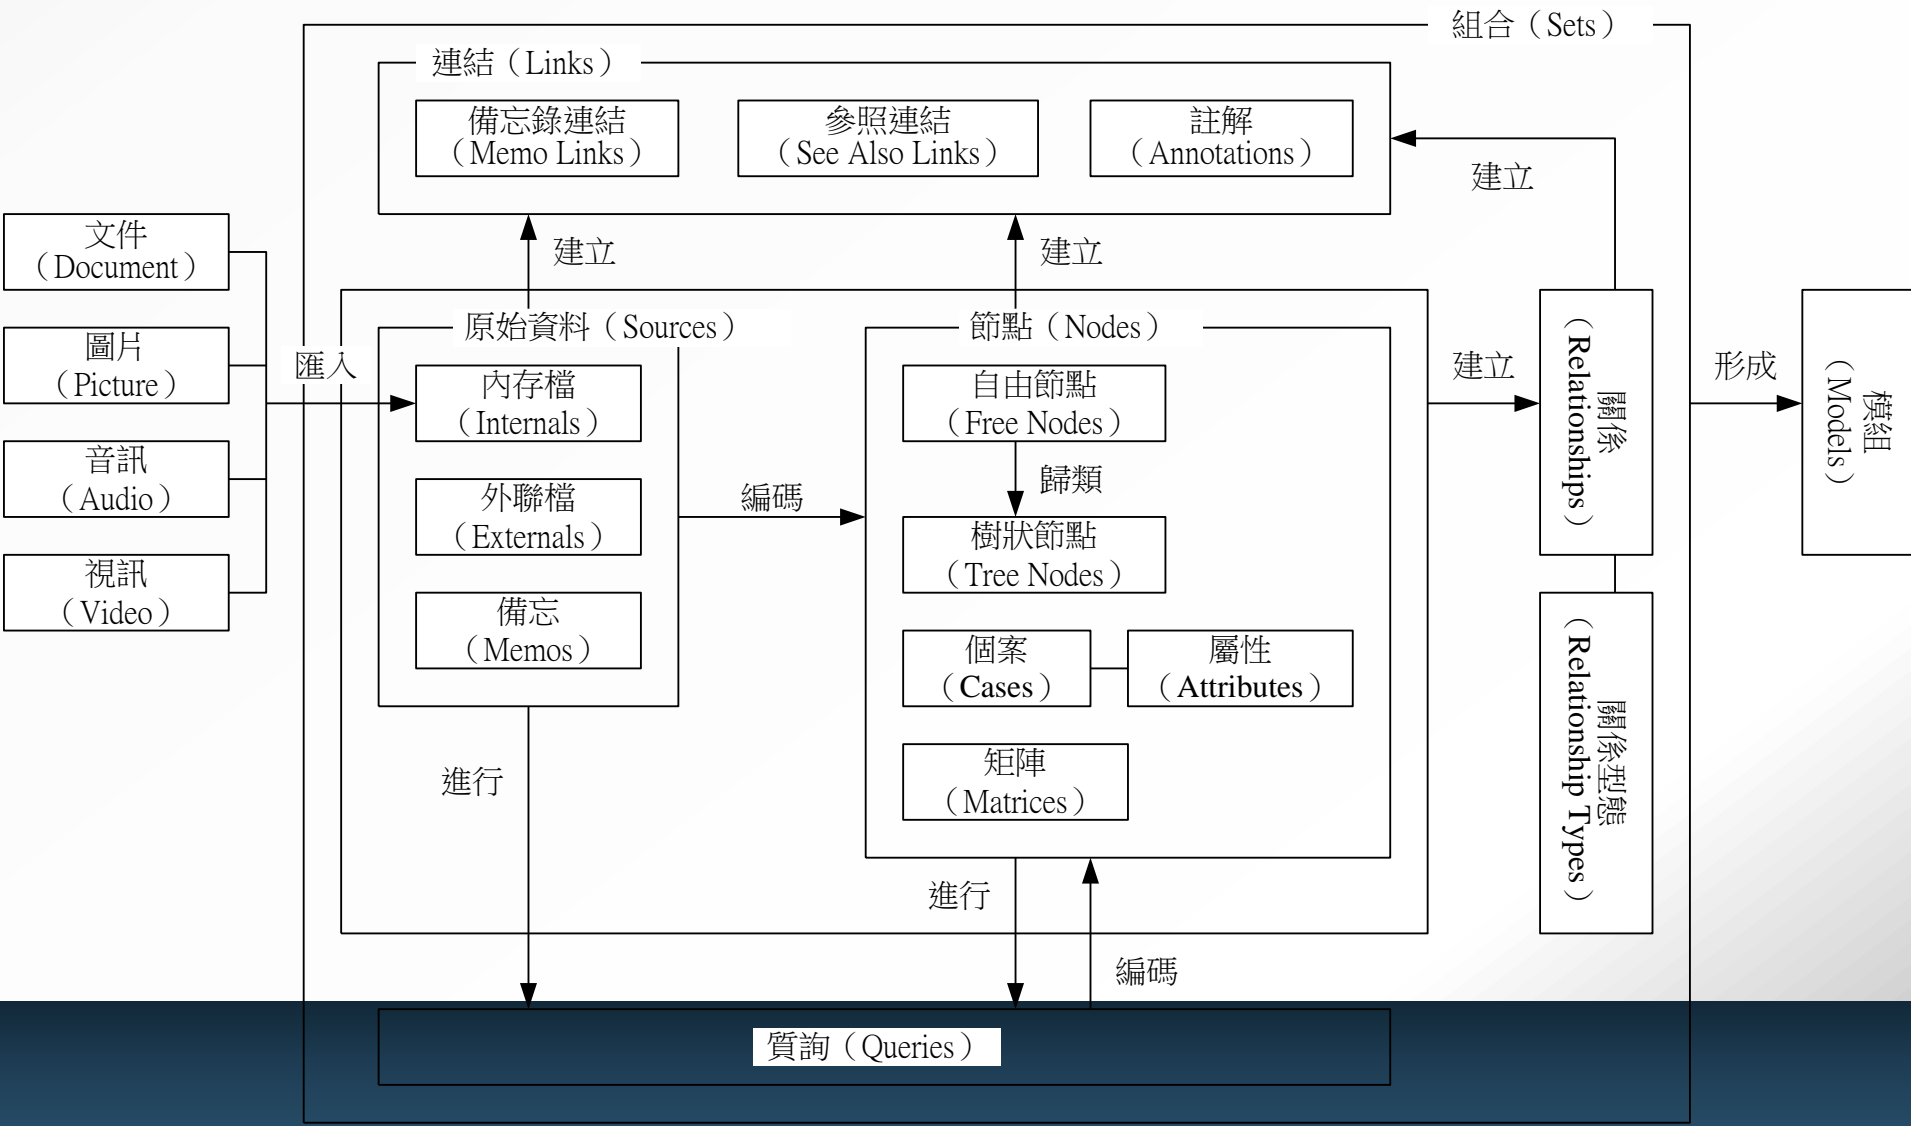 組合（Sets）
連結（Links）
備忘錄連結
（Memo Links）
參照連結
（See Also Links）
註解
（Annotations）
建立
建立
建立
文件
（Document）
圖片
（Picture）
音訊
（Audio）
視訊
（Video）
匯入
原始資料（Sources）
內存檔
（Internals）
外聯檔
（Externals）
備忘
（Memos）
編碼
節點（Nodes）
自由節點
（Free Nodes）
歸類
樹狀節點
（Tree Nodes）
個案
（Cases）
屬性
（Attributes）
矩陣
（Matrices）
建立
關係
（Relationships）
關係型態
（Relationship Types）
形成
模組
（Models）
進行
進行
編碼
質詢（Queries）